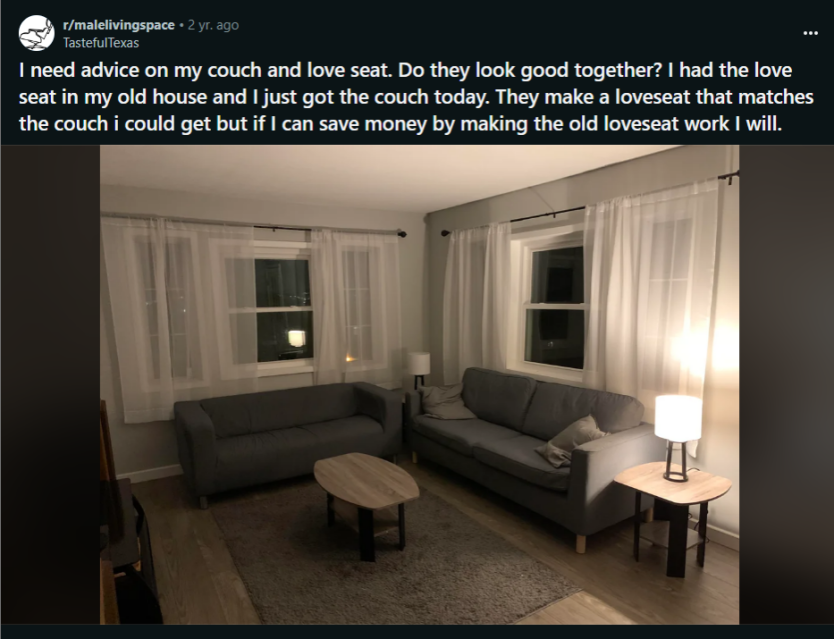 r/malelivingspace • 2 yr. ago
TastefulTexas
I need advice on my couch and love seat. Do they look good together? I had the love
seat in my old house and I just got the couch today. They make a loveseat that matches
the couch i could get but if I can save money by making the old loveseat work I will.